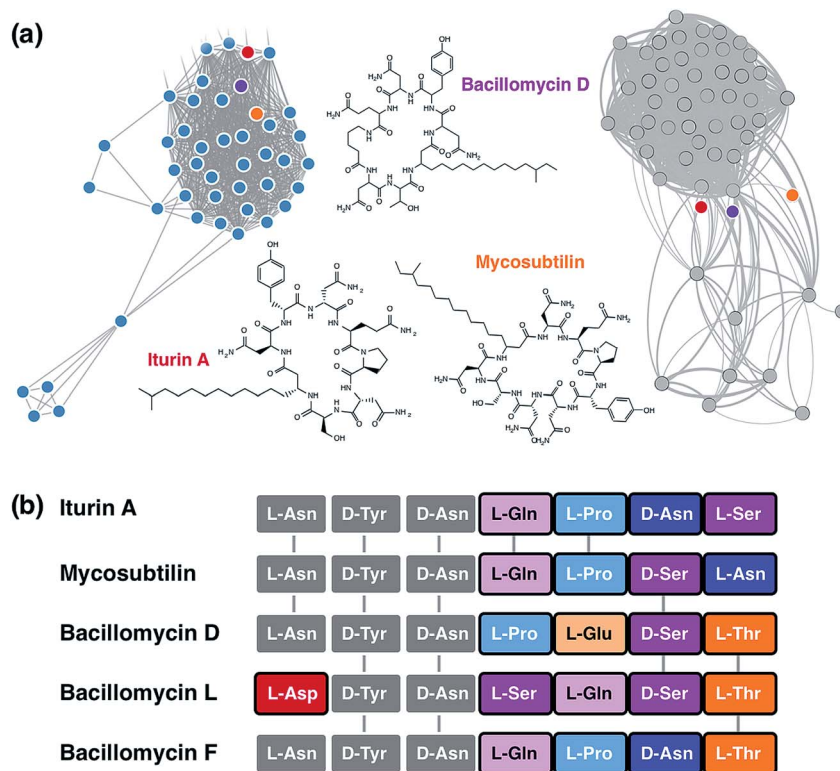 (a)
Bacillomycin D
Mycosubtilin
Iturin A
(b)
Iturin A L-Asn D-Tyr D-Asn L-Gln L-Pro D-Asn L-Ser
Mycosubtilin L-Asn D-Tyr D-Asn L-Gln L-Pro D-Ser L-Asn
Bacillomycin D L-Asn D-Tyr D-Asn L-Pro L-Glu D-Ser L-Thr
Bacillomycin L L-Asp D-Tyr D-Asn L-Ser L-Gln D-Ser L-Thr
Bacillomycin F L-Asn D-Tyr D-Asn L-Gln L-Pro D-Asn L-Thr